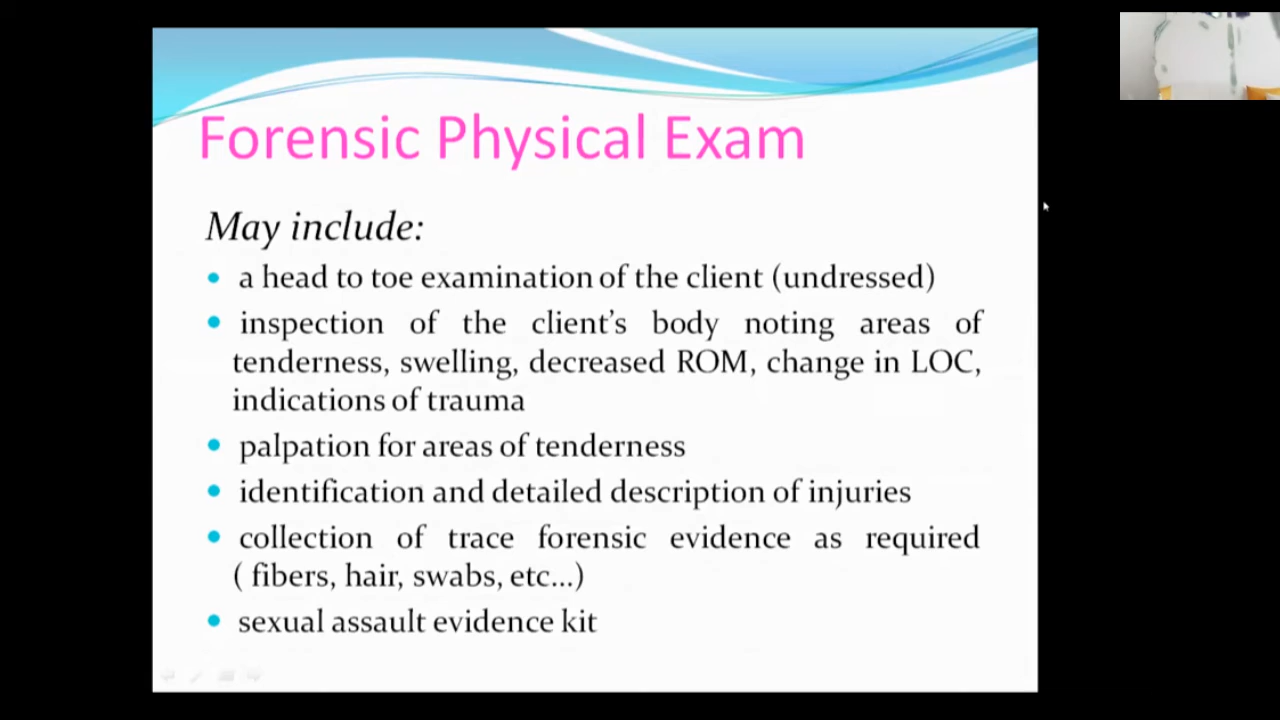 Forensic Physical Exam
May include:
• a head to toe examination of the client (undressed)
• inspection of the client’s body noting areas of
tenderness, swelling, decreased ROM, change in LOC,
indications of trauma
• palpation for areas of tenderness
• identification and detailed description of injuries
• collection of trace forensic evidence as required
( fibers, hair, swabs, etc...)
• sexual assault evidence kit